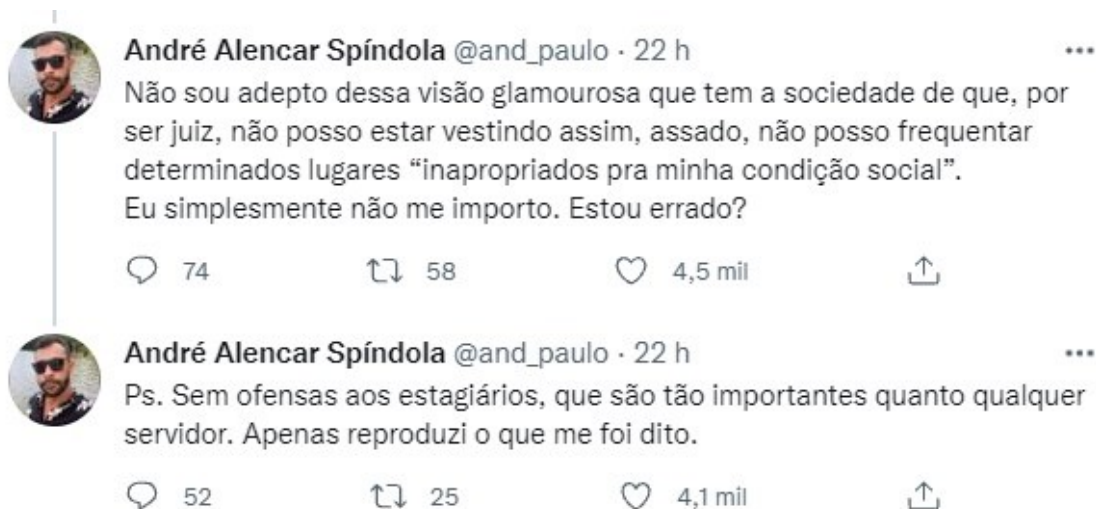 André Alencar Spíndola @and_paulo · 22 h
Não sou adepto dessa visão glamourosa que tem a sociedade de que, por
ser juiz, não posso estar vestindo assim, assado, não posso frequentar
determinados lugares “inapropriados pra minha condição social”.
Eu simplesmente não me importo. Estou errado?
74 58 4,5 mil
André Alencar Spíndola @and_paulo · 22 h
Ps. Sem ofensas aos estagiários, que são tão importantes quanto qualquer
servidor. Apenas reproduzi o que me foi dito.
52 25 4,1 mil